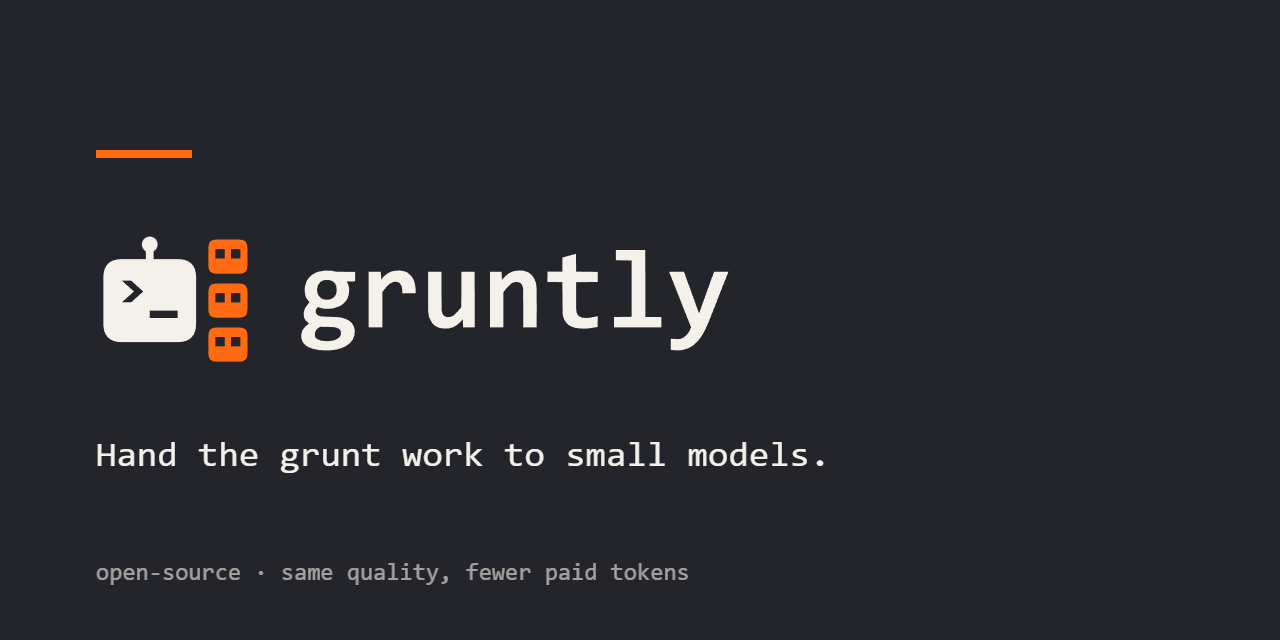 >_
gruntly
Hand the grunt work to small models.
open-source · same quality, fewer paid tokens